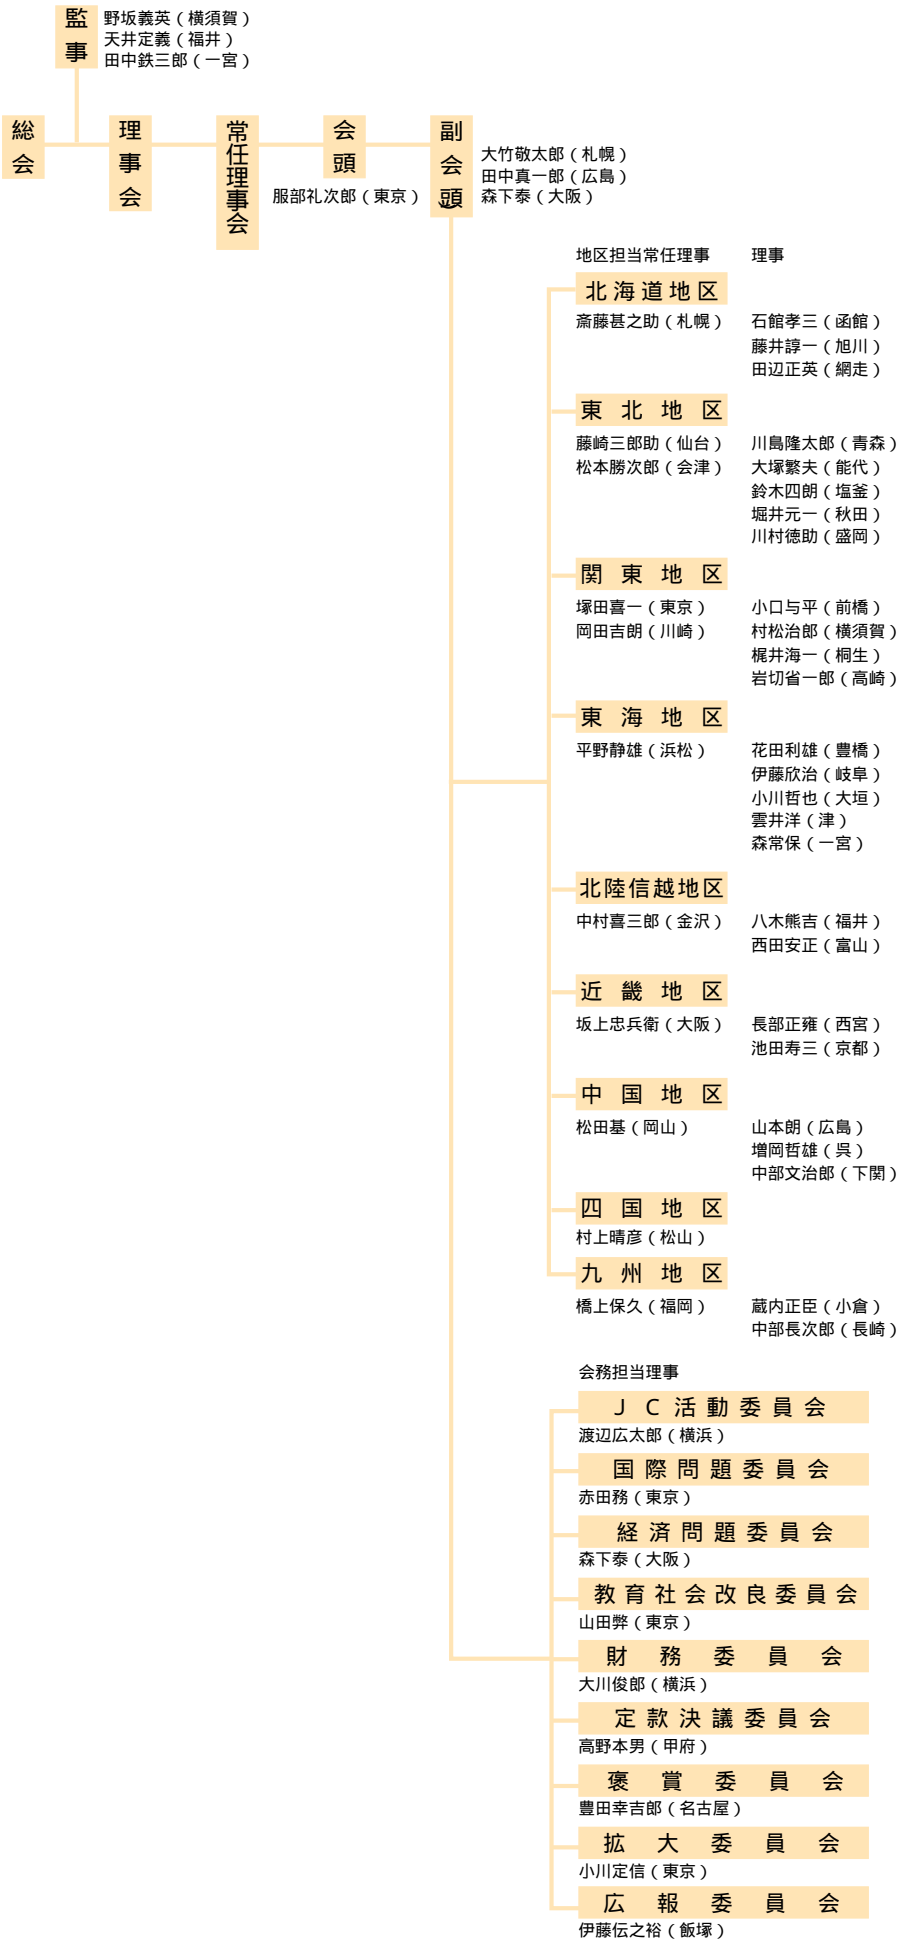 監事
野坂義英（横須賀）
天井定義（福井）
田中鉄三郎（一宮）
総会
理事会
常任理事会
会頭
服部礼次郎（東京）
副会頭
大竹敬太郎（札幌）
田中真一郎（広島）
森下泰（大阪）
地区担当常任理事　理事
北海道地区
斎藤甚之助（札幌）　石館孝三（函館）
藤井諄一（旭川）
田辺正英（網走）
東北地区
藤崎三郎助（仙台）　川島隆太郎（青森）
松本勝次郎（会津）　大塚繁夫（能代）
鈴木四朗（塩釜）
堀井元一（秋田）
川村徳助（盛岡）
関東地区
塚田喜一（東京）　小口与平（前橋）
岡田吉朗（川崎）　村松治郎（横須賀）
梶井海一（桐生）
岩切省一郎（高崎）
東海地区
平野静雄（浜松）　花田利雄（豊橋）
伊藤欣治（岐阜）
小川哲也（大垣）
雲井洋（津）
森常保（一宮）
北陸信越地区
中村喜三郎（金沢）　八木熊吉（福井）
西田安正（富山）
近畿地区
坂上忠兵衛（大阪）　長部正雍（西宮）
池田寿三（京都）
中国地区
松田基（岡山）　山本朗（広島）
増岡哲雄（呉）
中部文治郎（下関）
四国地区
村上晴彦（松山）
九州地区
橋上保久（福岡）　蔵内正臣（小倉）
中部長次郎（長崎）
会務担当理事
ＪＣ活動委員会
渡辺広太郎（横浜）
国際問題委員会
赤田務（東京）
経済問題委員会
森下泰（大阪）
教育社会改良委員会
山田弊（東京）
財務委員会
大川俊郎（横浜）
定款決議委員会
高野本男（甲府）
褒賞委員会
豊田幸吉郎（名古屋）
拡大委員会
小川定信（東京）
広報委員会
伊藤伝之裕（飯塚）